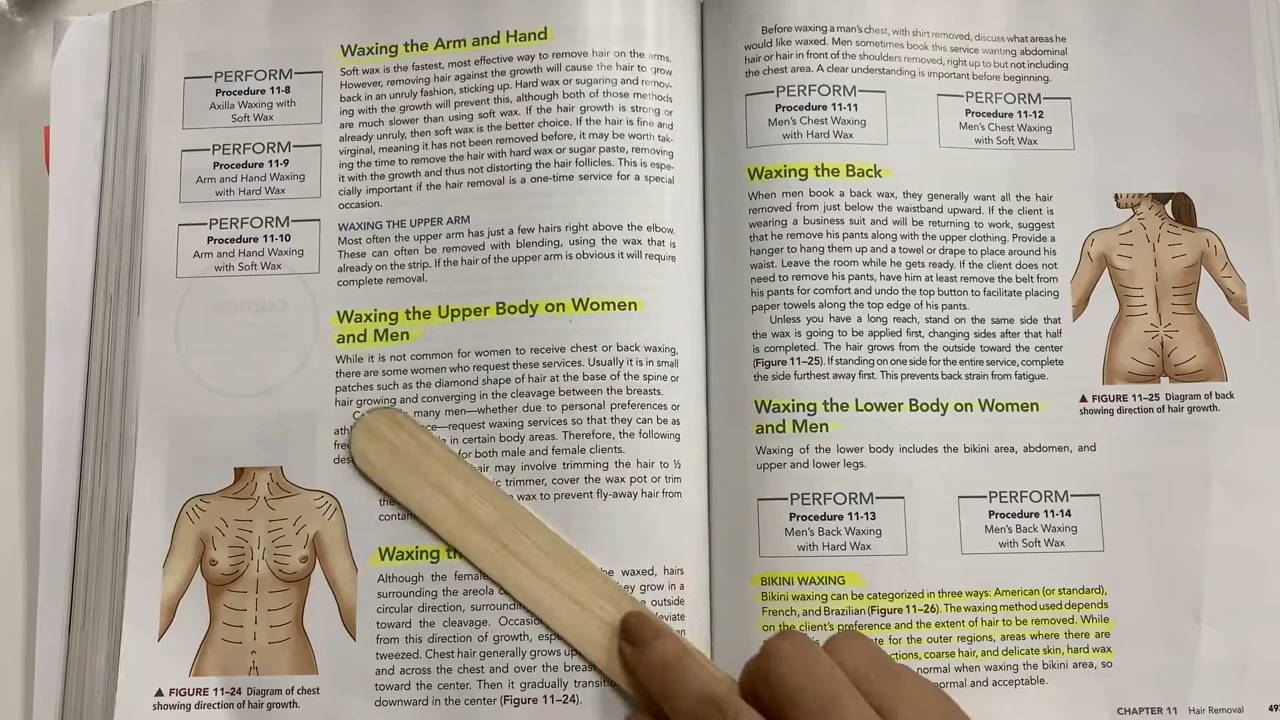 PERFORM
Procedure 11-8
Axilla Waxing with
Soft Wax
PERFORM
Procedure 11-9
Arm and Hand Waxing
with Hard Wax
PERFORM
Procedure 11-10
Arm and Hand Waxing
with Soft Wax
Waxing the Arm and Hand
Soft wax is the fastest, most effective way to remove hair on the arms.
However, removing hair against the growth will cause the hair to grow
back in an unruly fashion, sticking up. Hard wax or sugaring and remov-
ing with the growth will prevent this, although both of those methods
are much slower than using soft wax. If the hair growth is strong or
already unruly, then soft wax is the better choice. If the hair is fine and
virginal, meaning it has not been removed before, it may be worth tak-
ing the time to remove the hair with hard wax or sugar paste, removing
it with the growth and thus not distorting the hair follicles. This is espe-
cially important if the hair removal is a one-time service for a special
occasion.
WAXING THE UPPER ARM
Most often the upper arm has just a few hairs right above the elbow.
These can often be removed with blending, using the wax that is
already on the strip. If the hair of the upper arm is obvious it will require
complete removal.
Waxing the Upper Body on Women
and Men
While it is not common for women to receive chest or back waxing,
there are some women who request these services. Usually it is in small
patches such as the diamond shape of hair at the base of the spine or
hair growing and converging in the cleavage between the breasts.
many men—whether due to personal preferences or
—request waxing services so that they can be as
in certain body areas. Therefore, the following
for both male and female clients.
hair may involve trimming the hair to ½
trimmer, cover the wax pot or trim
the wax to prevent fly-away hair from
Waxing
Although the female be waxed, hairs
surrounding the areola they grow in a
circular direction, surrounding outside
toward the cleavage.
from this direction of growth,
tweezed. Chest hair generally grows up
and across the chest and over the breast
toward the center. Then it gradually
downward in the center (Figure 11–24).
▲ FIGURE 11–24 Diagram of chest
showing direction of hair growth.
Before waxing a man's chest, with shirt removed, discuss what areas he
would like waxed. Men sometimes book this service wanting abdominal
hair or hair in front of the shoulders removed, right up to but not including
the chest area. A clear understanding is important before beginning.
PERFORM
Procedure 11-11
Men's Chest Waxing
with Hard Wax
PERFORM
Procedure 11-12
Men's Chest Waxing
with Soft Wax
Waxing the Back
When men book a back wax, they generally want all the hair
removed from just below the waistband upward. If the client is
wearing a business suit and will be returning to work, suggest
that he remove his pants along with the upper clothing. Provide a
hanger to hang them up and a towel or drape to place around his
waist. Leave the room while he gets ready. If the client does not
need to remove his pants, have him at least remove the belt from
his pants for comfort and undo the top button to facilitate placing
paper towels along the top edge of his pants.
Unless you have a long reach, stand on the same side that
the wax is going to be applied first, changing sides after that half
is completed. The hair grows from the outside toward the center
(Figure 11–25). If standing on one side for the entire service, complete
the side furthest away first. This prevents back strain from fatigue.
▲ FIGURE 11–25 Diagram of back
showing direction of hair growth.
Waxing the Lower Body on Women
and Men
Waxing of the lower body includes the bikini area, abdomen, and
upper and lower legs.
PERFORM
Procedure 11-13
Men's Back Waxing
with Hard Wax
PERFORM
Procedure 11-14
Men's Back Waxing
with Soft Wax
BIKINI WAXING
Bikini waxing can be categorized in three ways: American (or standard),
French, and Brazilian (Figure 11–26). The waxing method used depends
on the client's preference and the extent of hair to be removed. While
for the outer regions, areas where there are
coarse hair, and delicate skin, hard wax
normal when waxing the bikini area, so
normal and acceptable.
CHAPTER 11 Hair Removal